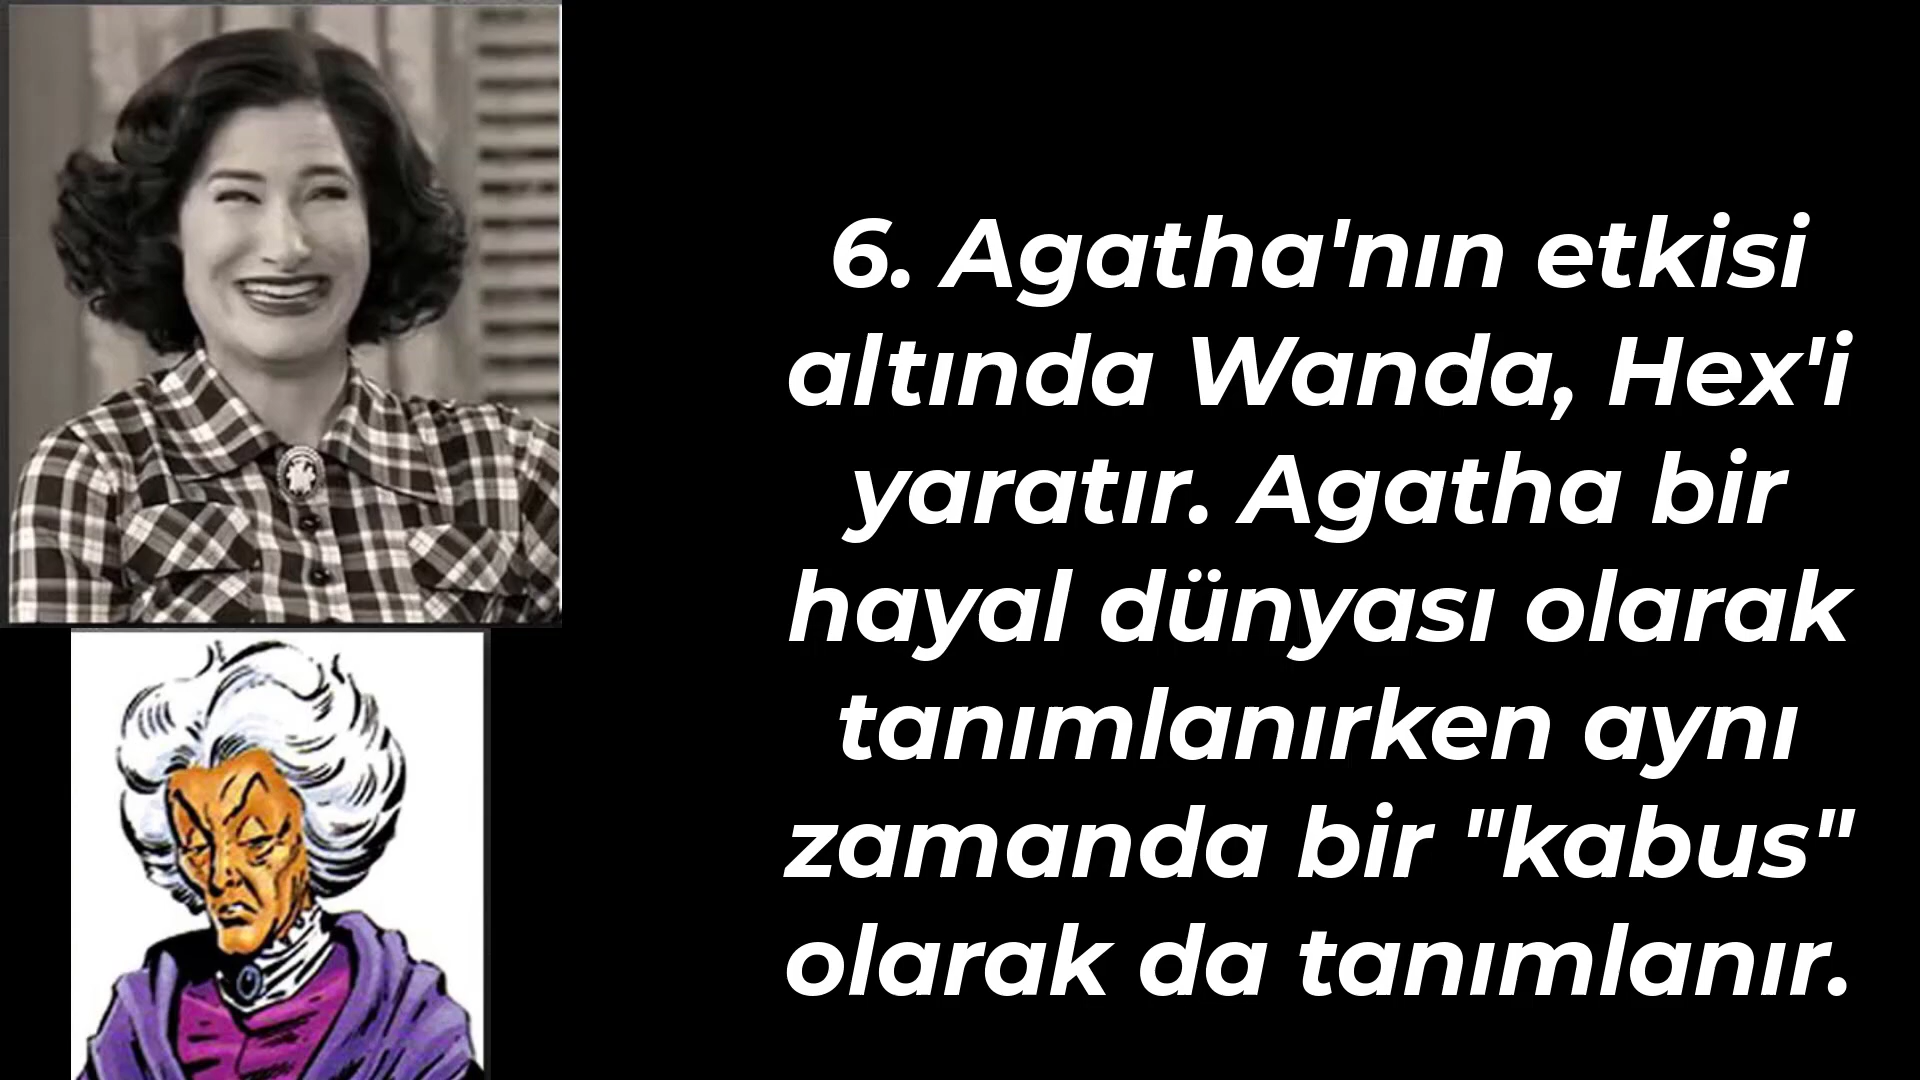 6. Agatha'nın etkisi
altında Wanda, Hex'i
yaratır. Agatha bir
hayal dünyası olarak
tanımlanırken aynı
zamanda bir "kabus"
olarak da tanımlanır.